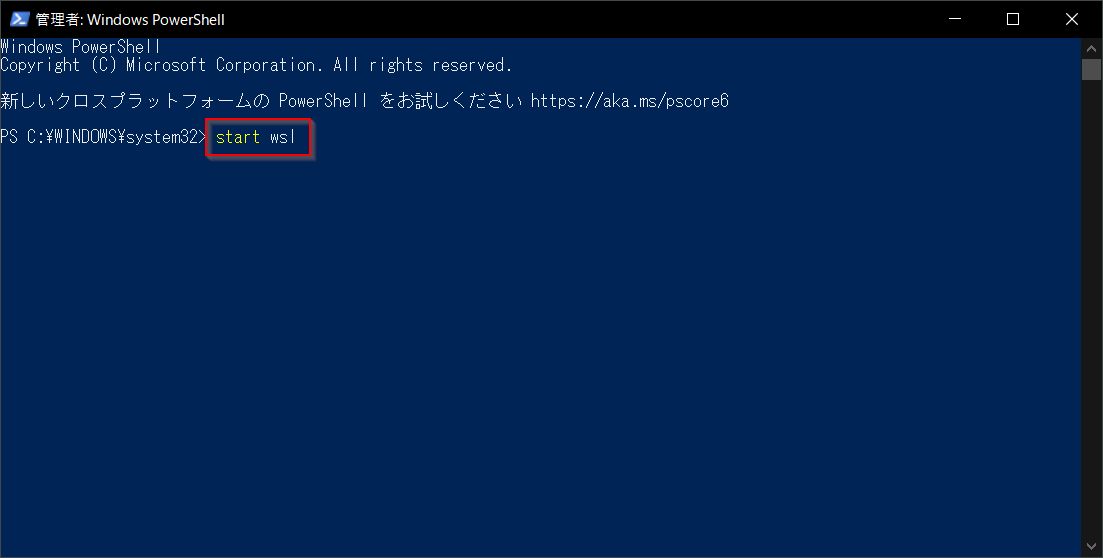 管理者: Windows PowerShell
Windows PowerShell
Copyright (C) Microsoft Corporation. All rights reserved.
新しいクロスプラットフォームの PowerShell をお試しください https://aka.ms/pscore6
PS C:¥WINDOWS¥system32> start wsl